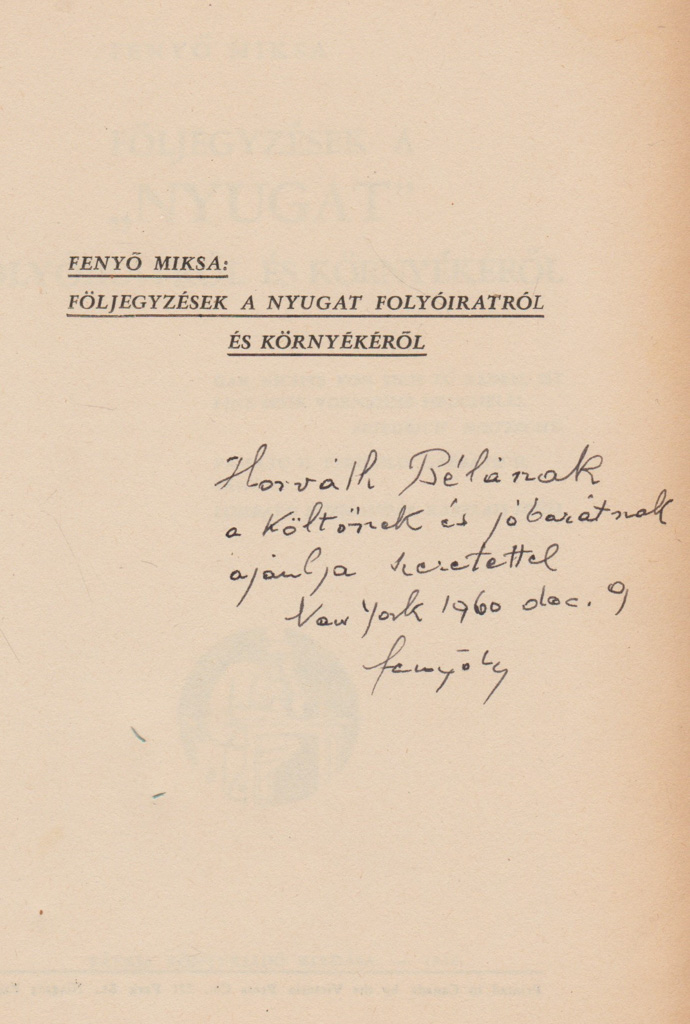 FENYŐ MIKSA:
FÖLJEGYZÉSEK A NYUGAT FOLYÓIRATRÓL
ÉS KÖRNYÉKÉRŐL
Horváth Bélának
a Költőnek és jóbarátnak
ajánlja szeretettel
New York 1960 dec. 9